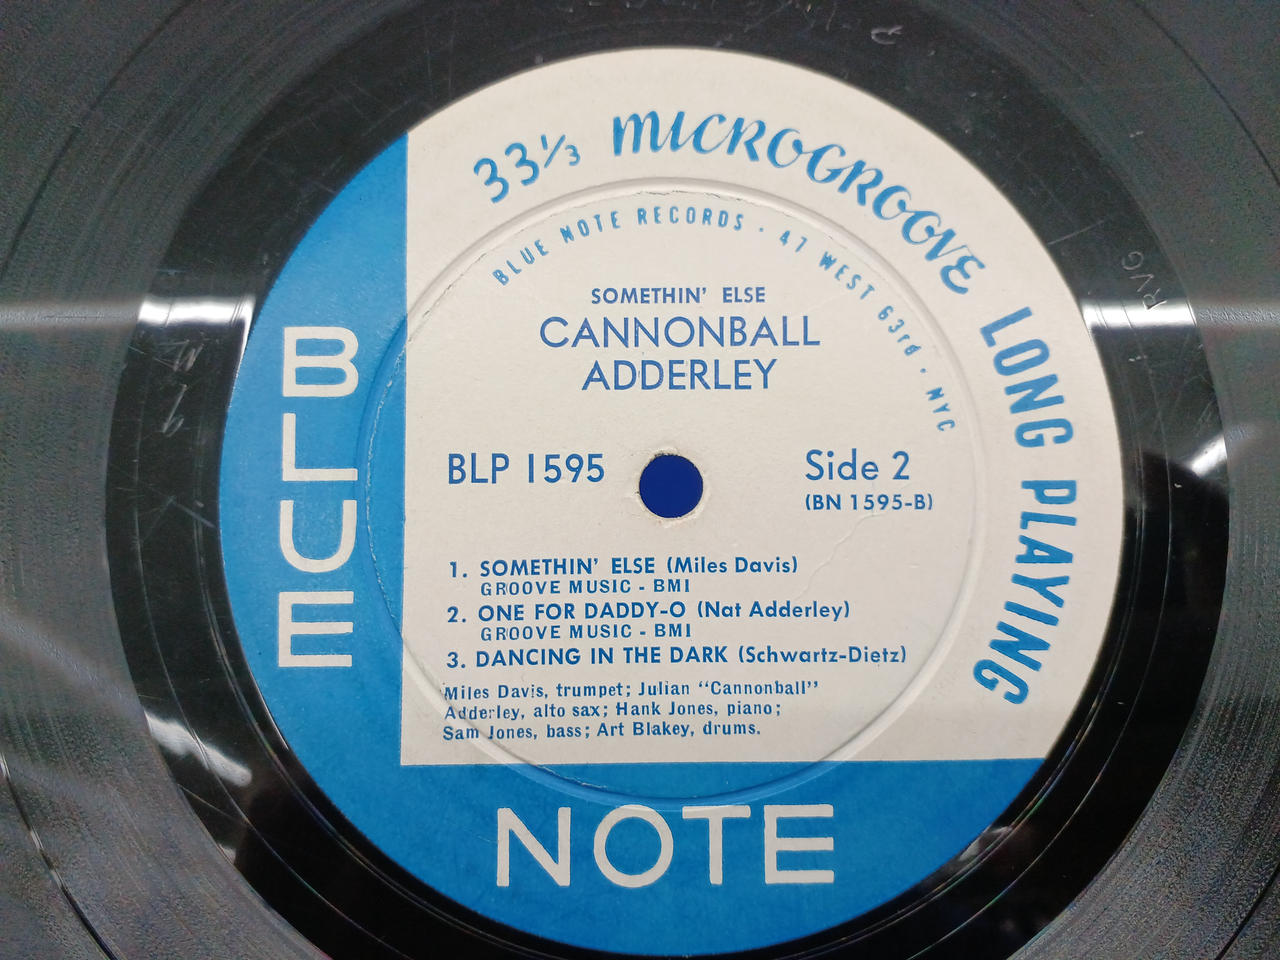 33⅓ MICROGROOVE LONG PLAYING
BLUE NOTE RECORDS · 47 WEST 63rd · NYC
SOMETHIN' ELSE
CANNONBALL
ADDERLEY
BLP 1595
Side 2
(BN 1595-B)
1. SOMETHIN' ELSE (Miles Davis)
GROOVE MUSIC - BMI
2. ONE FOR DADDY-O (Nat Adderley)
GROOVE MUSIC - BMI
3. DANCING IN THE DARK (Schwartz-Dietz)
Miles Davis, trumpet; Julian "Cannonball"
Adderley, alto sax; Hank Jones, piano;
Sam Jones, bass; Art Blakey, drums.
BLUE
NOTE
RVG